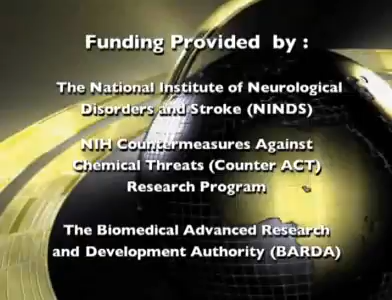 Funding Provided by :
The National Institute of Neurological
Disorders and Stroke (NINDS)
NIH Countermeasures Against
Chemical Threats (Counter ACT)
Research Program
The Biomedical Advanced Research
and Development Authority (BARDA)